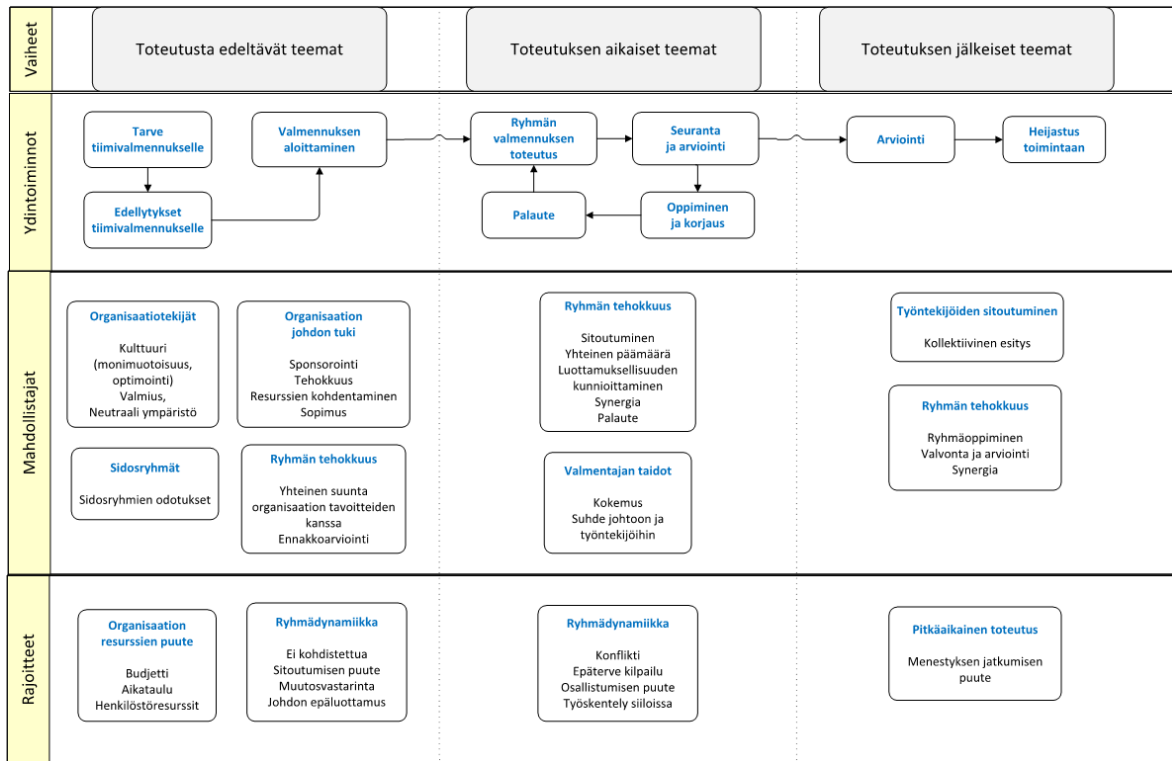 Vaiheet
Toteutusta edeltävät teemat
Toteutuksen aikaiset teemat
Toteutuksen jälkeiset teemat
Ydintoiminnot
Tarve
tiimivalmennukselle
Edellytykset
tiimivalmennukselle
Valmennuksen
aloittaminen
Ryhmän
valmennuksen
toteutus
Seuranta
ja arviointi
Oppiminen
ja korjaus
Palaute
Arviointi
Heijastus
toimintaan
Mahdollistajat
Organisaatiotekijät
Kulttuuri
(monimuotoisuus,
optimointi)
Valmius,
Neutraali ympäristö
Organisaation
johdon tuki
Sponsorointi
Tehokkuus
Resurssien kohdentaminen
Sopimus
Sidosryhmät
Sidosryhmien odotukset
Ryhmän tehokkuus
Yhteinen suunta
organisaation tavoitteiden
kanssa
Ennakkoarviointi
Ryhmän tehokkuus
Sitoutuminen
Yhteinen päämäärä
Luottamuksellisuuden
kunnioittaminen
Synergia
Palaute
Valmentajan taidot
Kokemus
Suhde johtoon ja
työntekijöihin
Työntekijöiden sitoutuminen
Kollektiivinen esitys
Ryhmän tehokkuus
Ryhmäoppiminen
Valvonta ja arviointi
Synergia
Rajoitteet
Organisaation
resurssien puute
Budjetti
Aikataulu
Henkilöstöresurssit
Ryhmädynamiikka
Ei kohdistettua
Sitoutumisen puute
Muutosvastarinta
Johdon epäluottamus
Ryhmädynamiikka
Konflikti
Epäterve kilpailu
Osallistumisen puute
Työskentely siiloissa
Pitkäaikainen toteutus
Menestyksen jatkumisen
puute